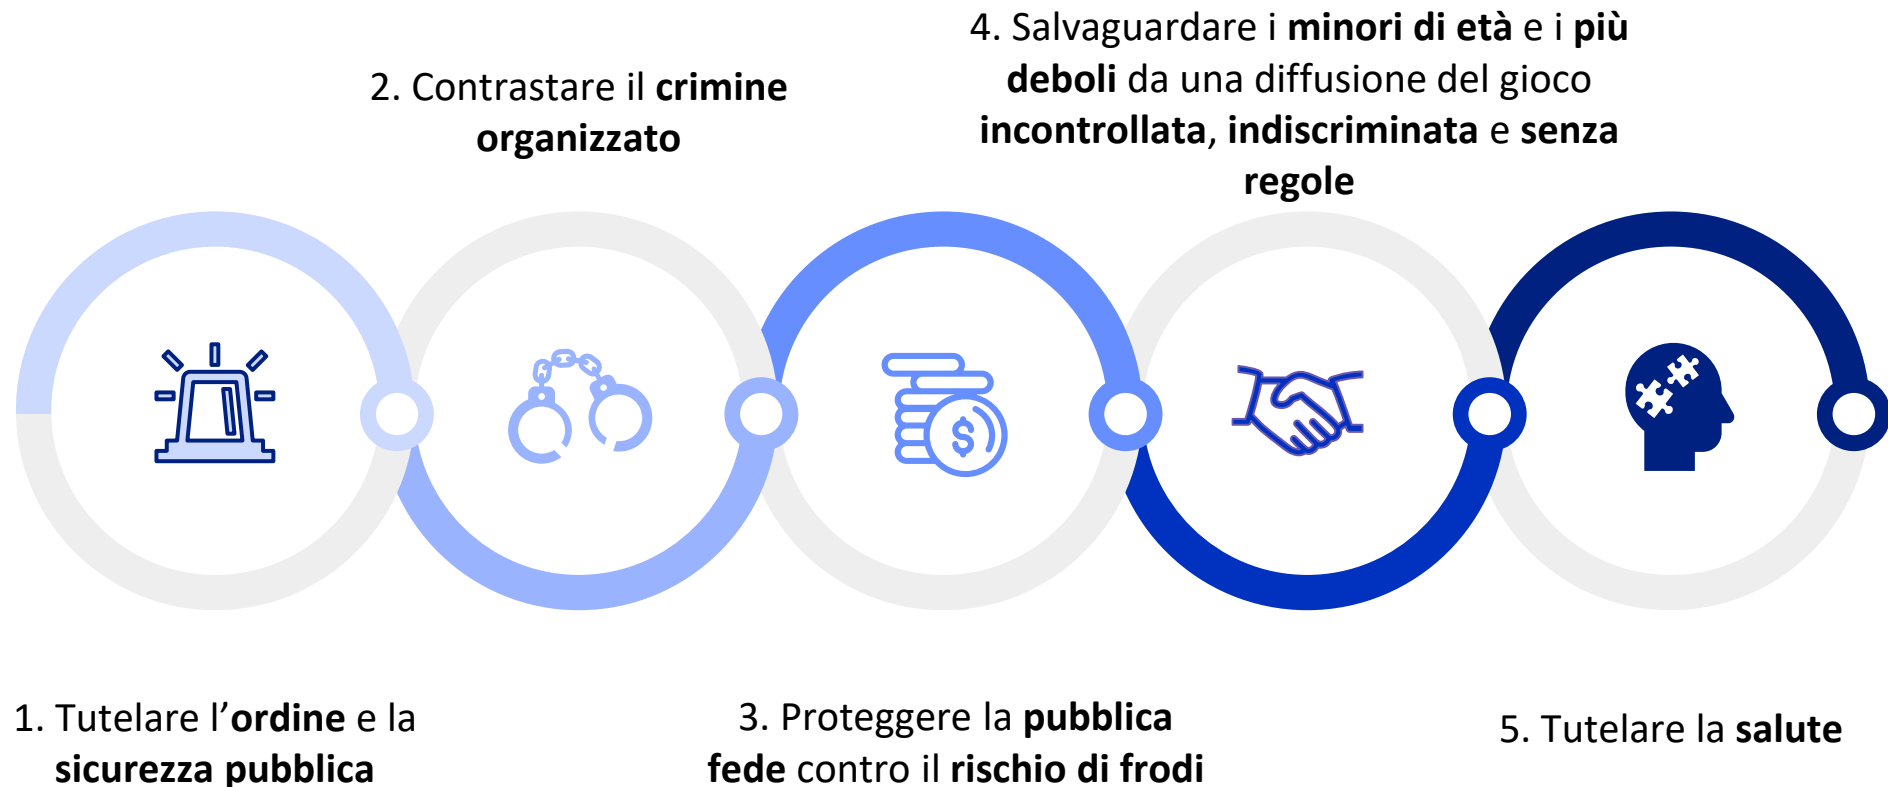 1. Tutelare l’ordine e la
sicurezza pubblica
2. Contrastare il crimine
organizzato
3. Proteggere la pubblica
fede contro il rischio di frodi
4. Salvaguardare i minori di età e i più
deboli da una diffusione del gioco
incontrollata, indiscriminata e senza
regole
5. Tutelare la salute
$